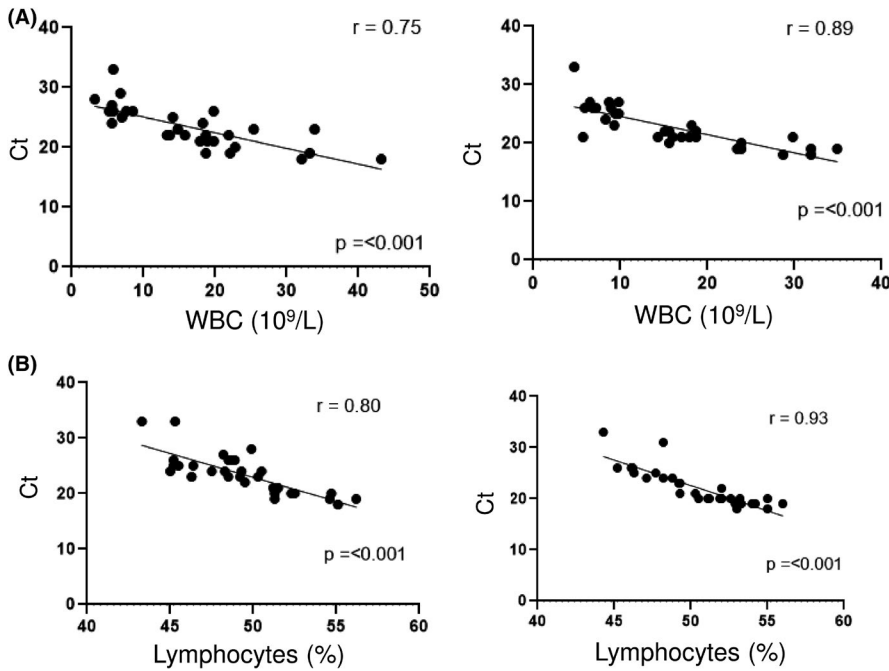 (A)
r = 0.75
Ct
40
30
20
10
0
p =<0.001
0 10 20 30 40 50
WBC (10⁹/L)
r = 0.89
Ct
40
30
20
10
0
p =<0.001
0 10 20 30 40
WBC (10⁹/L)
(B)
r = 0.80
Ct
40
30
20
10
0
p =<0.001
40 45 50 55 60
Lymphocytes (%)
r = 0.93
Ct
40
30
20
10
0
p =<0.001
40 45 50 55 60
Lymphocytes (%)